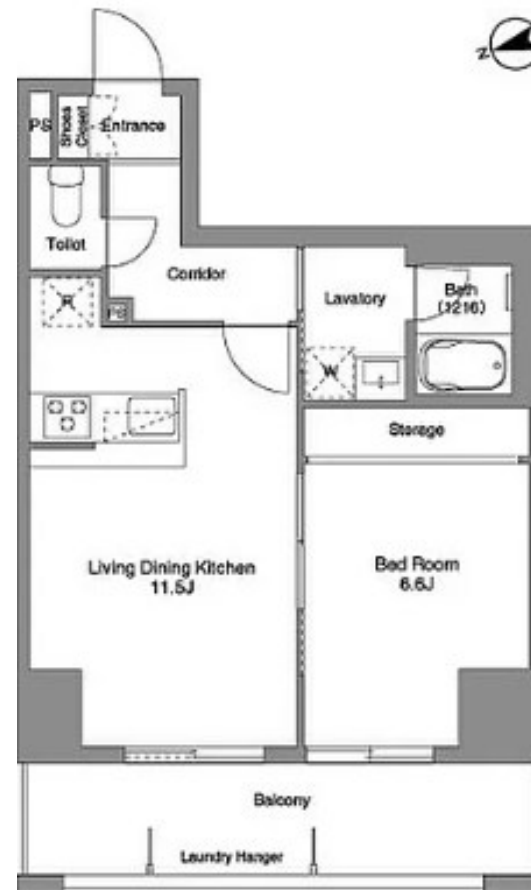 N
PS
Shoes
Closet
Entrance
Toilet
Corridor
R
PS
Lavatory
Bath
(1216)
W
Storage
Living Dining Kitchen
11.5J
Bed Room
6.6J
Balcony
Laundry Hanger